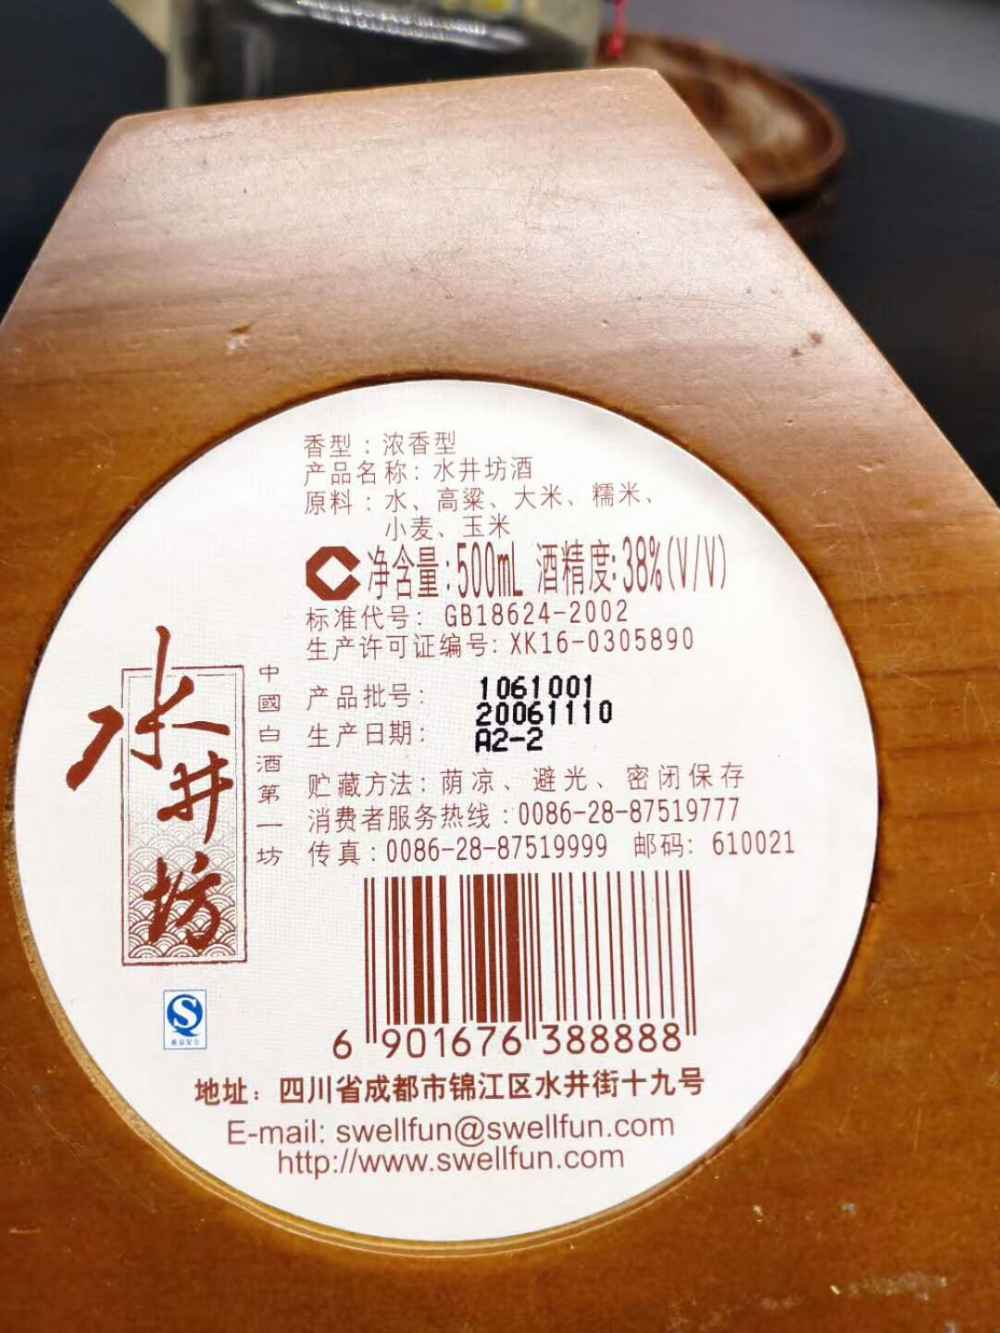 香型：浓香型
产品名称：水井坊酒
原料：水、高粱、大米、糯米、
小麦、玉米
净含量：500mL 酒精度：38%(V/V)
标准代号：GB18624-2002
生产许可证编号：XK16-0305890
产品批号：1061001
20061110
生产日期：A2-2
贮藏方法：荫凉、避光、密闭保存
消费者服务热线：0086-28-87519777
传真：0086-28-87519999 邮码：610021
水井坊
中國白酒第一坊
6 901676 388888
地址：四川省成都市锦江区水井街十九号
E-mail: swellfun@swellfun.com
http://www.swellfun.com